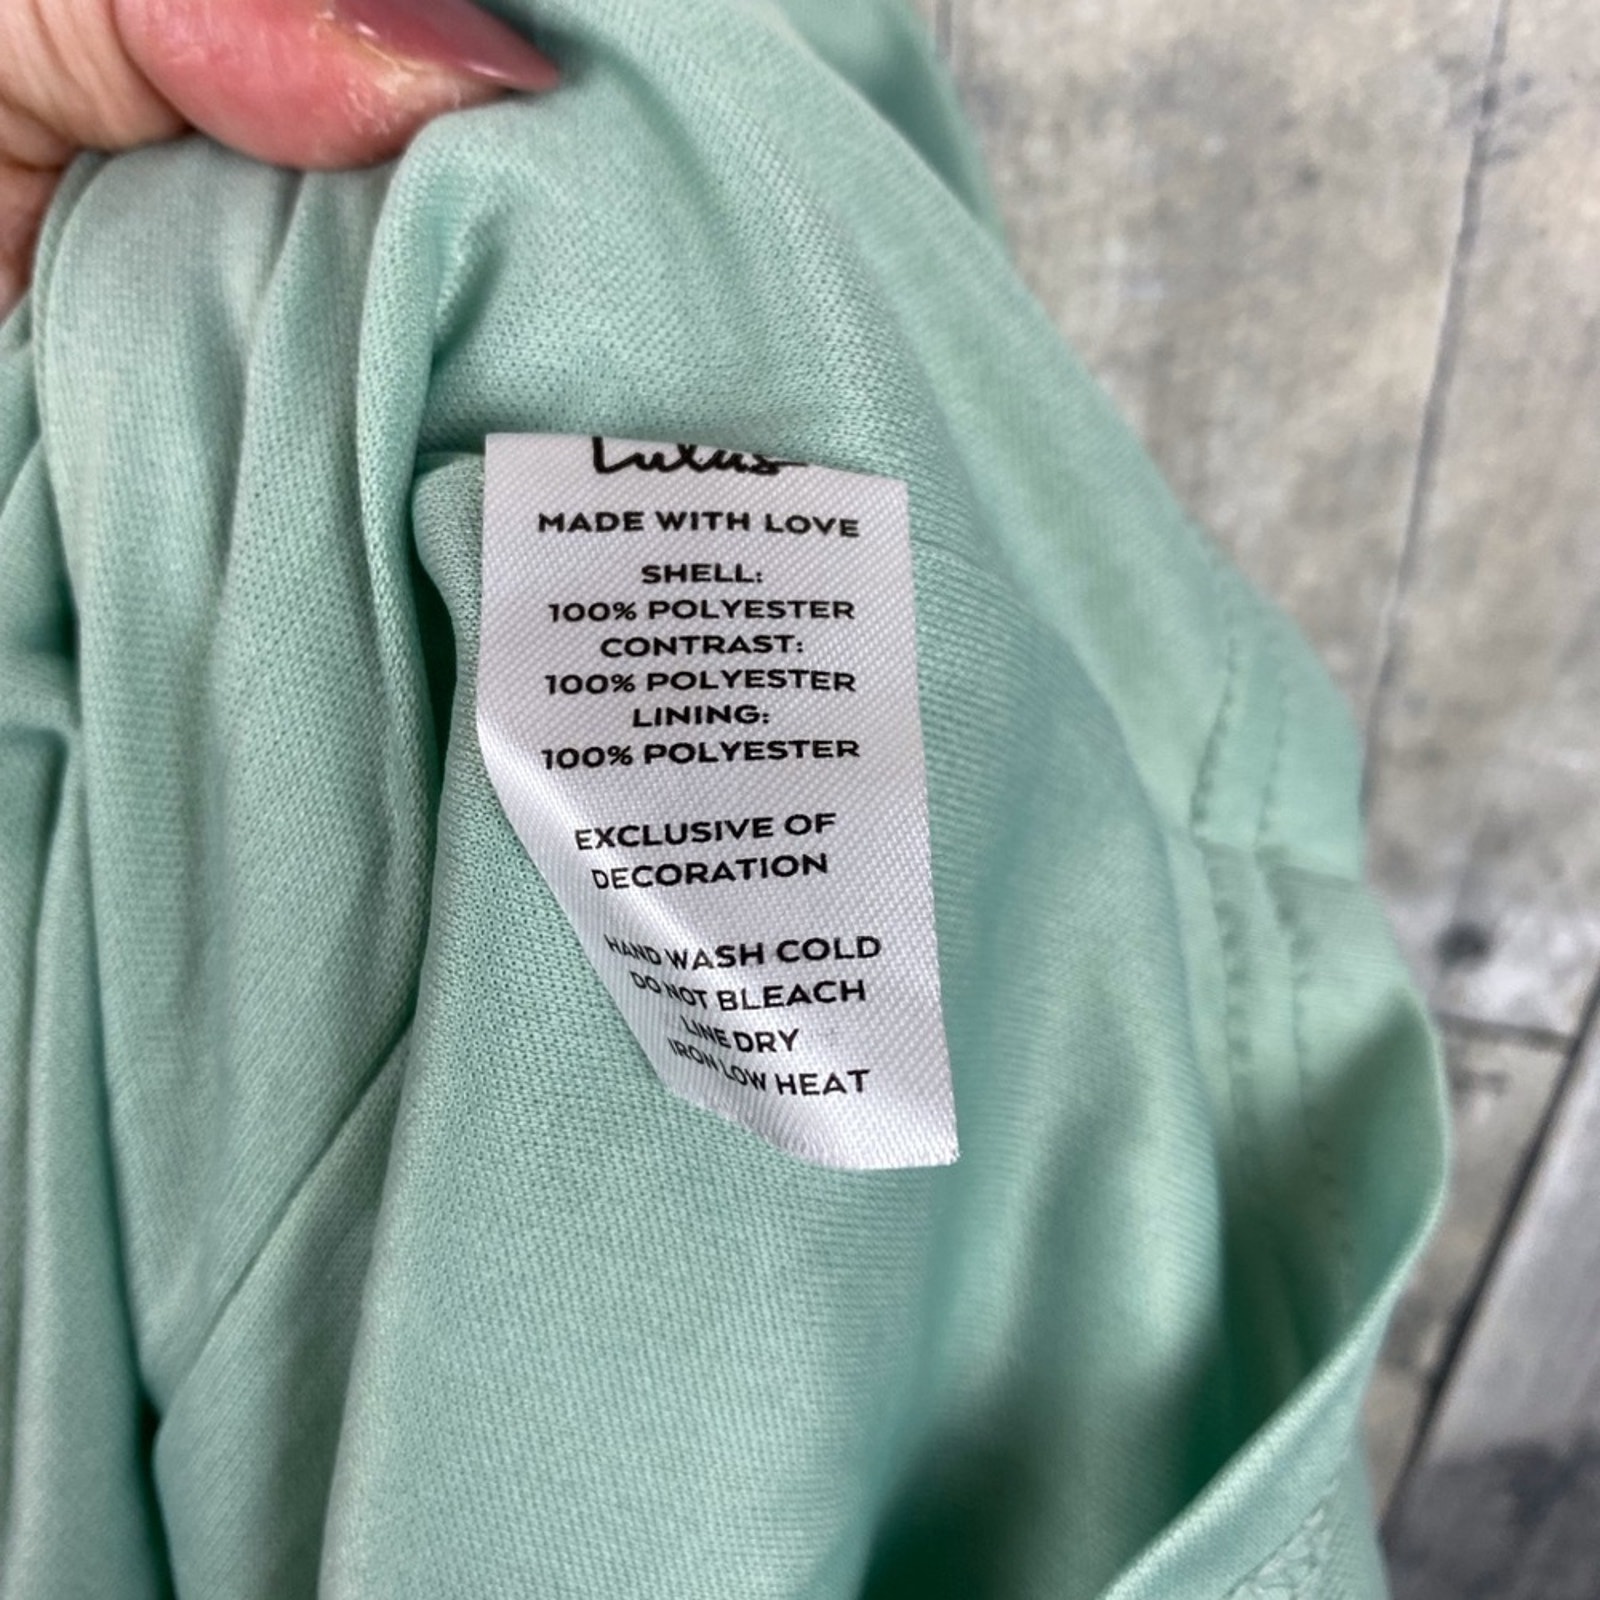 Lulus
MADE WITH LOVE
SHELL:
100% POLYESTER
CONTRAST:
100% POLYESTER
LINING:
100% POLYESTER
EXCLUSIVE OF
DECORATION
HAND WASH COLD
DO NOT BLEACH
LINE DRY
IRON LOW HEAT